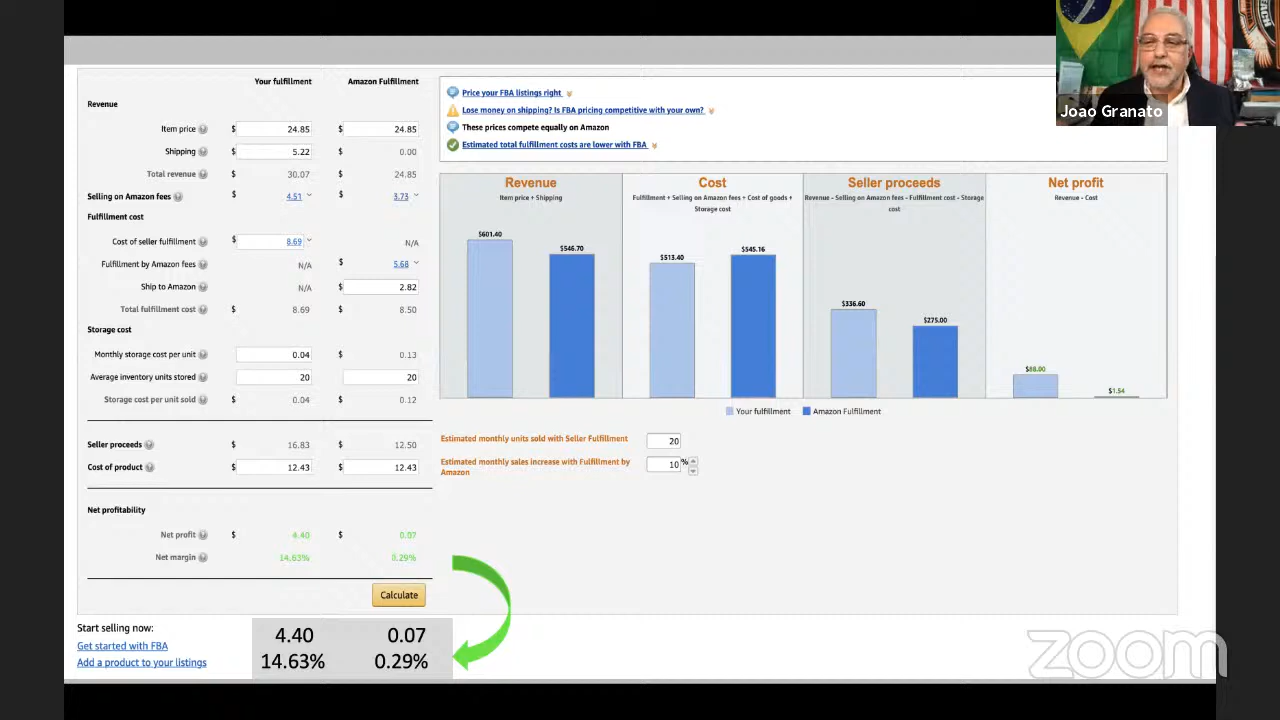 Your fulfillment Amazon Fulfillment
Revenue
Item price $ 24.85 $ 24.85
Shipping $ 5.22 $ 0.00
Total revenue $ 30.07 $ 24.85
Selling on Amazon fees $ 4.51 $ 3.73
Fulfillment cost
Cost of seller fulfillment $ 8.69 N/A
Fulfillment by Amazon fees N/A $ 5.68
Ship to Amazon N/A $ 2.82
Total fulfillment cost $ 8.69 $ 8.50
Storage cost
Monthly storage cost per unit 0.04 $ 0.13
Average inventory units stored 20 20
Storage cost per unit sold $ 0.04 $ 0.12
Seller proceeds $ 16.83 $ 12.50
Cost of product $ 12.43 $ 12.43
Net profitability
Net profit $ 4.40 $ 0.07
Net margin 14.63% 0.29%
Calculate
Start selling now:
Get started with FBA
Add a product to your listings
4.40 0.07
14.63% 0.29%
Price your FBA listings right
Lose money on shipping? Is FBA pricing competitive with your own?
These prices compete equally on Amazon
Estimated total fulfillment costs are lower with FBA
Revenue
Item price + Shipping
$601.40
$546.70
Cost
Fulfillment + Selling on Amazon fees + Cost of goods +
Storage cost
$513.40
$545.16
Seller proceeds
Revenue - Selling on Amazon fees - Fulfillment cost - Storage
cost
$336.60
$275.00
Net profit
Revenue - Cost
$88.00
$1.54
Your fulfillment Amazon Fulfillment
Estimated monthly units sold with Seller Fulfillment 20
Estimated monthly sales increase with Fulfillment by
Amazon
10 %
Joao Granato
zoom